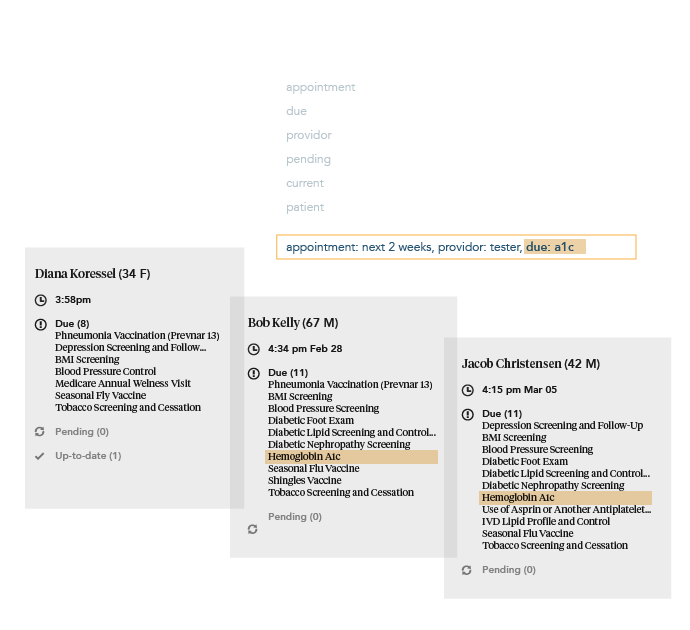 appointment
due
providor
pending
current
patient
appointment: next 2 weeks, providor: tester, due: a1c
Diana Koressel (34 F)
3:58pm
Due (8)
Phneumonia Vaccination (Prevnar 13)
Depression Screening and Follow...
BMI Screening
Blood Pressure Control
Medicare Annual Welness Visit
Seasonal Fly Vaccine
Tobacco Screening and Cessation
Pending (0)
Up-to-date (1)
Bob Kelly (67 M)
4:34 pm Feb 28
Due (11)
Phneumonia Vaccination (Prevnar 13)
BMI Screening
Blood Pressure Screening
Diabetic Foot Exam
Diabetic Lipid Screening and Control...
Diabetic Nephropathy Screening
Hemoglobin A1c
Seasonal Flu Vaccine
Shingles Vaccine
Tobacco Screening and Cessation
Pending (0)
Jacob Christensen (42 M)
4:15 pm Mar 05
Due (11)
Depression Screening and Follow-Up
BMI Screening
Blood Pressure Screening
Diabetic Foot Exam
Diabetic Lipid Screening and Control...
Diabetic Nephropathy Screening
Hemoglobin A1c
Use of Asprin or Another Antiplatelet...
IVD Lipid Profile and Control
Seasonal Flu Vaccine
Tobacco Screening and Cessation
Pending (0)